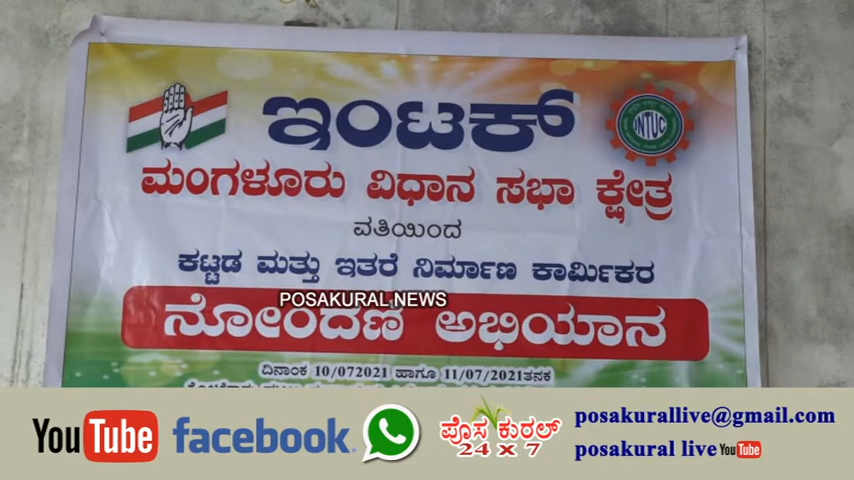 ಇಂಟಕ್
INTUC
ಮಂಗಳೂರು ವಿಧಾನ ಸಭಾ ಕ್ಷೇತ್ರ
ವತಿಯಿಂದ
ಕಟ್ಟಡ ಮತ್ತು ಇತರೆ ನಿರ್ಮಾಣ ಕಾರ್ಮಿಕರ
POSAKURAL NEWS
ನೋಂದಣಿ ಅಭಿಯಾನ
ದಿನಾಂಕ 10/072021 ಹಾಗೂ 11/07/2021ತನಕ
YouTube facebook ಪೊಸ ಕುರಲ್ posakurallive@gmail.com
24 x 7 posakural live YouTube